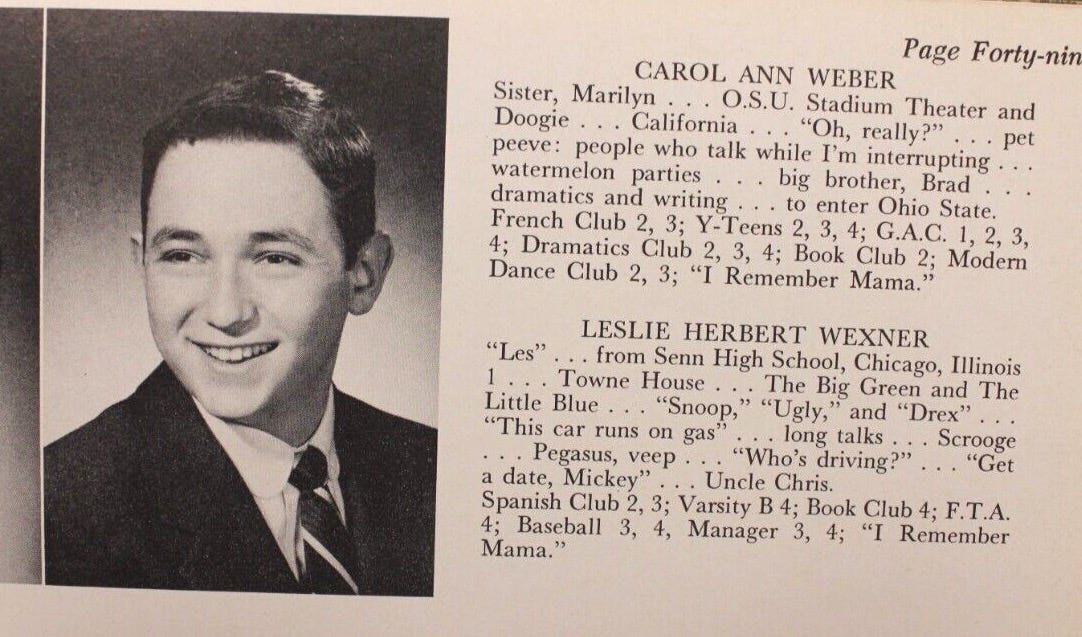 Page Forty-nin
CAROL ANN WEBER
Sister, Marilyn . . . O.S.U. Stadium Theater and
Doogie . . . California . . . “Oh, really?” . . . pet
peeve: people who talk while I’m interrupting . . .
watermelon parties . . . big brother, Brad . . .
dramatics and writing . . . to enter Ohio State.
French Club 2, 3; Y-Teens 2, 3, 4; G.A.C. 1, 2, 3,
4; Dramatics Club 2, 3, 4; Book Club 2; Modern
Dance Club 2, 3; “I Remember Mama.”
LESLIE HERBERT WEXNER
“Les” . . . from Senn High School, Chicago, Illinois
1 . . . Towne House . . . The Big Green and The
Little Blue . . . “Snoop,” “Ugly,” and “Drex” . . .
“This car runs on gas” . . . long talks . . . Scrooge
. . . Pegasus, veep . . . “Who’s driving?” . . . “Get
a date, Mickey” . . . Uncle Chris.
Spanish Club 2, 3; Varsity B 4; Book Club 4; F.T.A.
4; Baseball 3, 4, Manager 3, 4; “I Remember
Mama.”